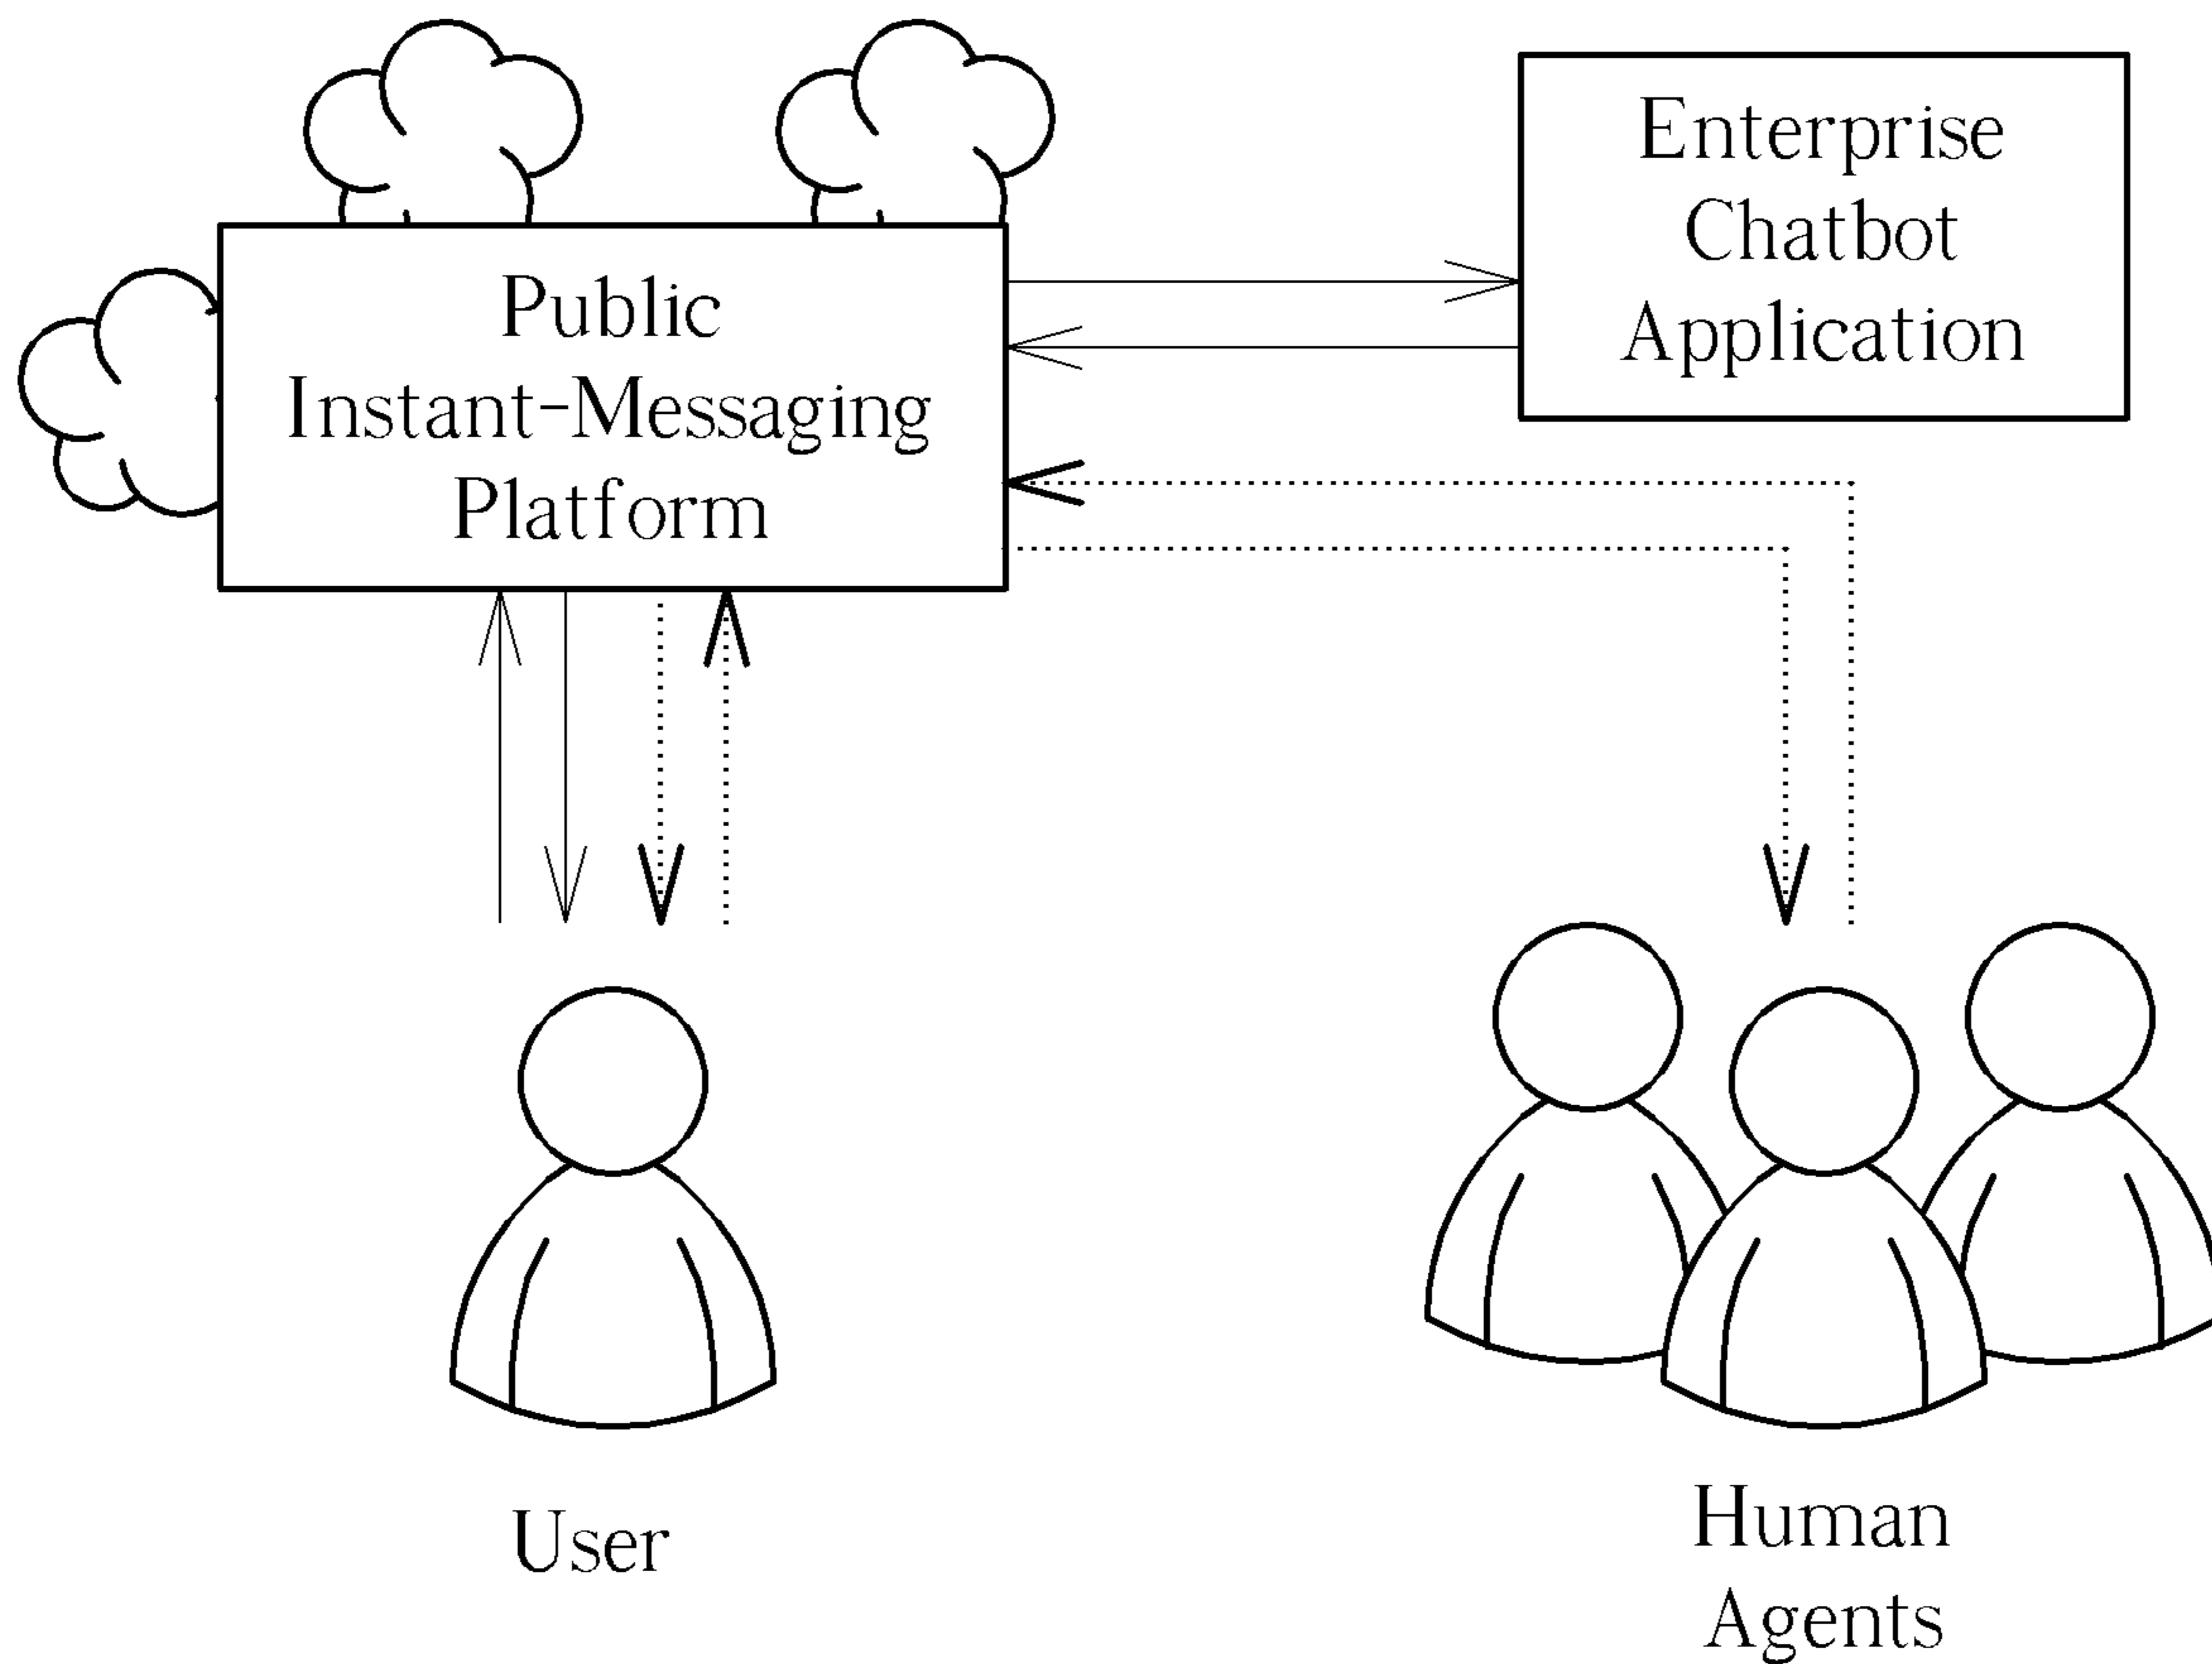 Enterprise
Chatbot
Application
Public
Instant-Messaging
Platform
User
Human
Agents